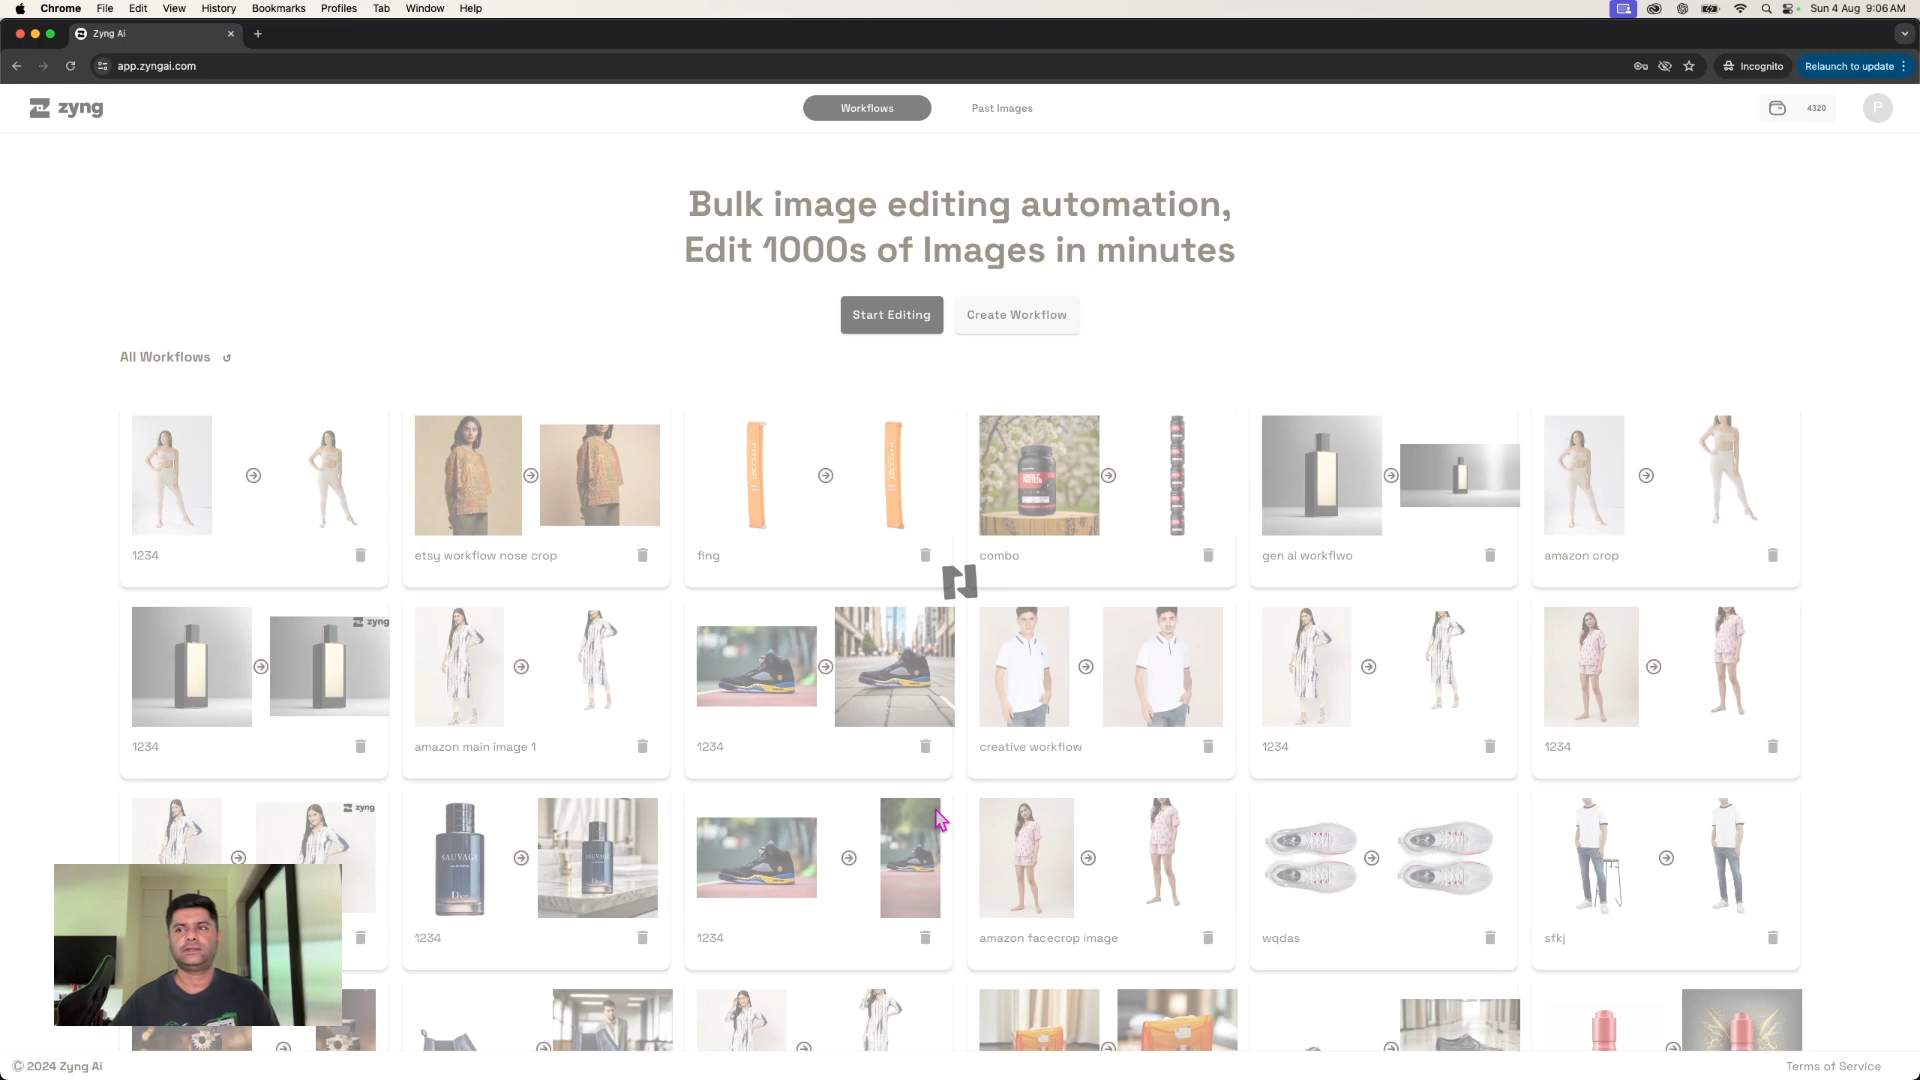 Chrome File Edit View History Bookmarks Profiles Tab Window Help Sun 4 Aug 9:06 AM
Zyng Ai
app.zyngai.com Incognito Relaunch to update
zyng Workflows Past Images 4320 P
Bulk image editing automation,
Edit 1000s of Images in minutes
Start Editing Create Workflow
All Workflows
1234 etsy workflow nose crop fing combo gen ai workflwo amazon crop
zyng
1234 amazon main image 1 1234 creative workflow 1234 1234
zyng
SAUVAGE
Dior
SAUVAGE
1234 1234 amazon facecrop image wqdas sfkj
© 2024 Zyng Ai Terms of Service